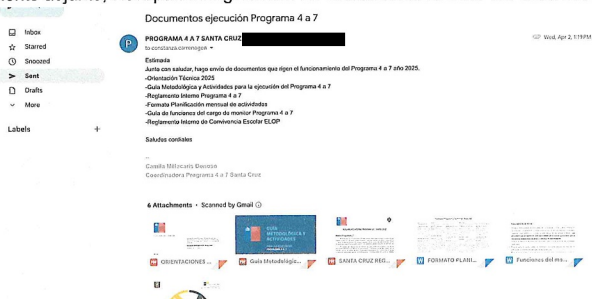 Documentos ejecución Programa 4 a 7
Inbox
Starred
Snoozed
Sent
Drafts
More
Labels +
P
PROGRAMA 4 A 7 SANTA CRUZ
Wed, Apr 2, 1:19 PM
Estimada
Junto con saludar, hago envío de documentos que rigen el funcionamiento del Programa 4 a 7 año 2025.
-Orientación Técnica 2025
-Guía Metodológica y Actividades para la ejecución del Programa 4 a 7
-Reglamento Interno Programa 4 a 7
-Formato Planificación mensual de actividades
-Guía de funciones del cargo de monitor Programa 4 a 7
-Reglamento Interno de Convivencia Escolar ELOP
Saludos cordiales
--
Coordinadora Programa 4 a 7 Santa Cruz
6 Attachments • Scanned by Gmail
GUÍA
METODOLÓGICA Y
ACTIVIDADES
ORIENTACIONES ...
Guía Metodológic...
SANTA CRUZ REG...
W FORMATO PLANI...
W Funciones del mo...